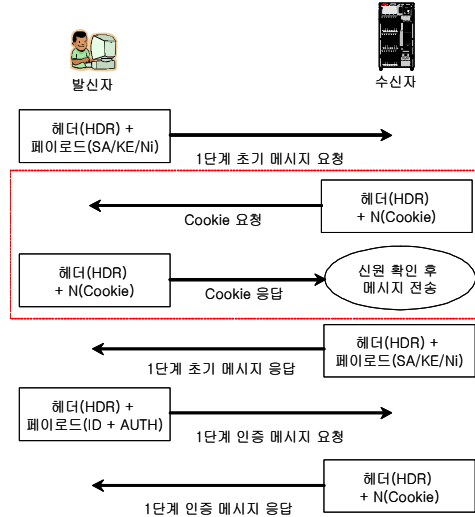 발신자
수신자
헤더(HDR) +
페이로드(SA/KE/Ni)
1단계 초기 메시지 요청
헤더(HDR)
+ N(Cookie)
Cookie 요청
헤더(HDR)
+ N(Cookie)
Cookie 응답
신원 확인 후
메시지 전송
헤더(HDR) +
페이로드(SA/KE/Ni)
1단계 초기 메시지 응답
헤더(HDR) +
페이로드(ID + AUTH)
1단계 인증 메시지 요청
헤더(HDR)
+ N(Cookie)
1단계 인증 메시지 응답